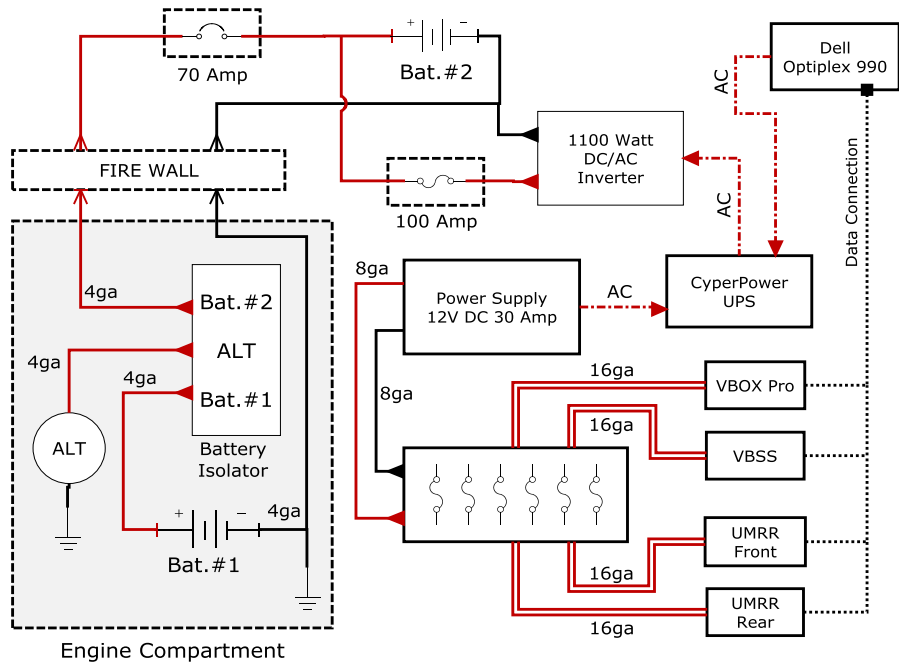 +
−
Bat.#2
70 Amp
Dell
Optiplex 990
AC
1100 Watt
DC/AC
Inverter
FIRE WALL
100 Amp
AC
Data Connection
8ga
Power Supply
12V DC 30 Amp
AC
CyperPower
UPS
4ga
Bat.#2
ALT
Bat.#1
4ga
4ga
ALT
Battery
Isolator
+
−
4ga
Bat.#1
Engine Compartment
8ga
16ga
VBOX Pro
16ga
VBSS
UMRR
Front
16ga
UMRR
Rear
16ga